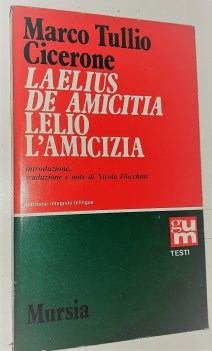 Marco Tullio
Cicerone
LAELIUS
DE AMICITIA
LELIO
L'AMICIZIA
introduzione,
traduzione e note di Nicola Flocchini
edizione integrale bilingue
gum
TESTI
Mursia